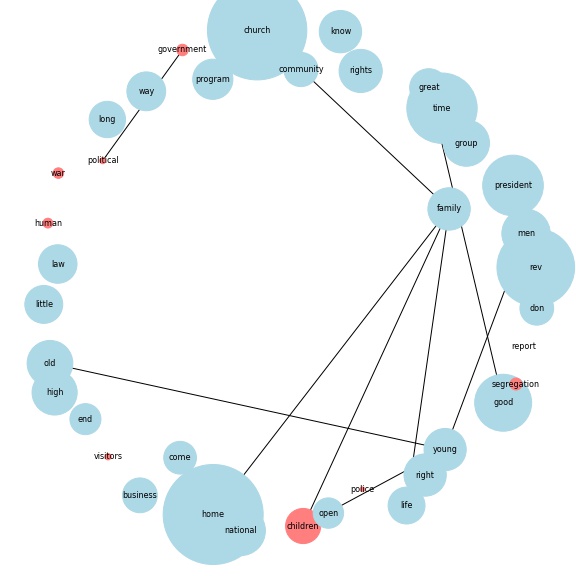 church
know
government
community
rights
program
great
way
time
long
group
political
war
president
family
human
men
law
rev
little
don
report
old
segregation
high
good
end
young
visitors
come
right
police
business
life
home
open
children
national